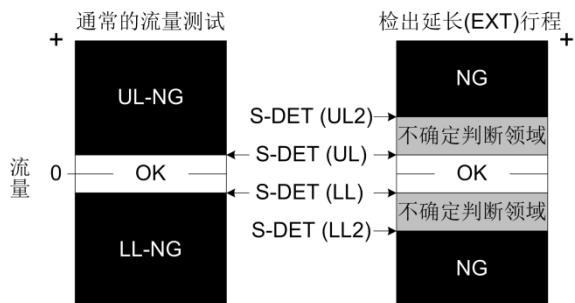 通常的流量测试
检出延长(EXT)行程
+
+
UL-NG
NG
S-DET (UL2)
不确定判断领域
S-DET (UL)
流量
0
OK
OK
S-DET (LL)
不确定判断领域
S-DET (LL2)
LL-NG
NG